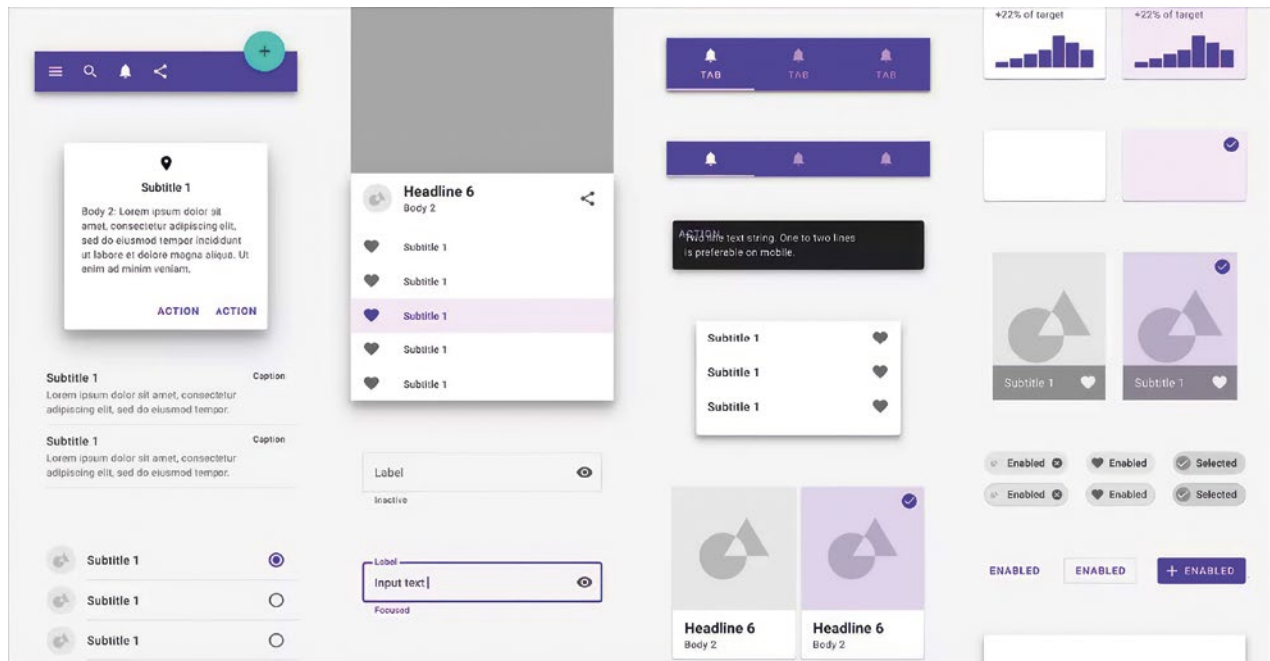 Subtitle 1
Body 2: Lorem ipsum dolor sit
amet, consectetur adipiscing elit,
sed do eiusmod tempor incididunt
ut labore et dolore magna aliqua. Ut
enim ad minim veniam,
ACTION ACTION
Subtitle 1 Caption
Lorem ipsum dolor sit amet, consectetur
adipiscing elit, sed do eiusmod tempor.
Subtitle 1 Caption
Lorem ipsum dolor sit amet, consectetur
adipiscing elit, sed do eiusmod tempor.
Subtitle 1
Subtitle 1
Subtitle 1
Headline 6
Body 2
Subtitle 1
Subtitle 1
Subtitle 1
Subtitle 1
Subtitle 1
Label
Inactive
Label
Input text
Focused
TAB TAB TAB
ACTION
Two line text string. One to two lines
is preferable on mobile.
Subtitle 1
Subtitle 1
Subtitle 1
Headline 6
Body 2
Headline 6
Body 2
+22% of target
+22% of target
Subtitle 1
Subtitle 1
Enabled Enabled Selected
Enabled Enabled Selected
ENABLED ENABLED + ENABLED